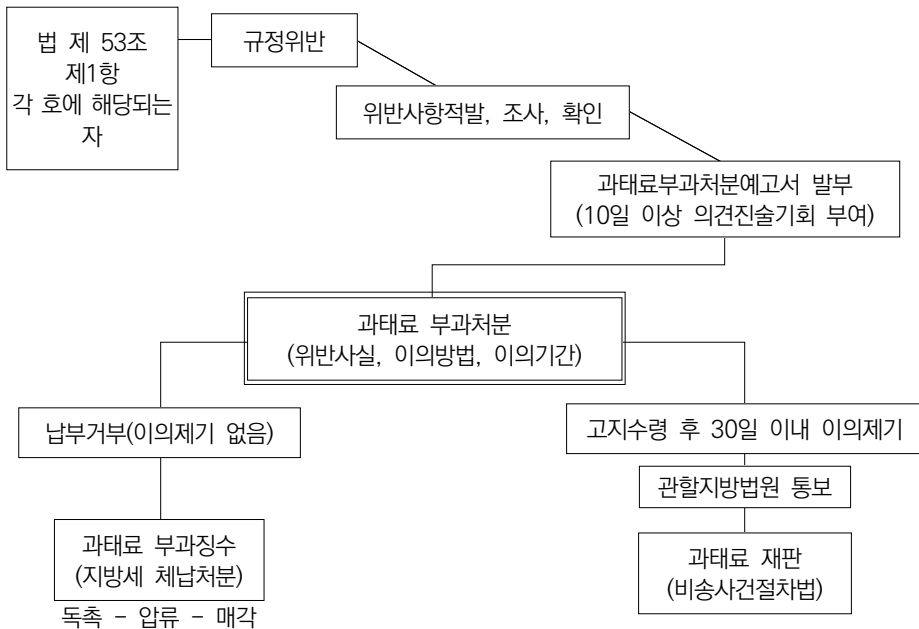 법 제 53조
제1항
각 호에 해당되는
자
규정위반
위반사항적발, 조사, 확인
과태료부과처분예고서 발부
(10일 이상 의견진술기회 부여)
과태료 부과처분
(위반사실, 이의방법, 이의기간)
납부거부(이의제기 없음)
고지수령 후 30일 이내 이의제기
관할지방법원 통보
과태료 부과징수
(지방세 체납처분)
독촉 - 압류 - 매각
과태료 재판
(비송사건절차법)